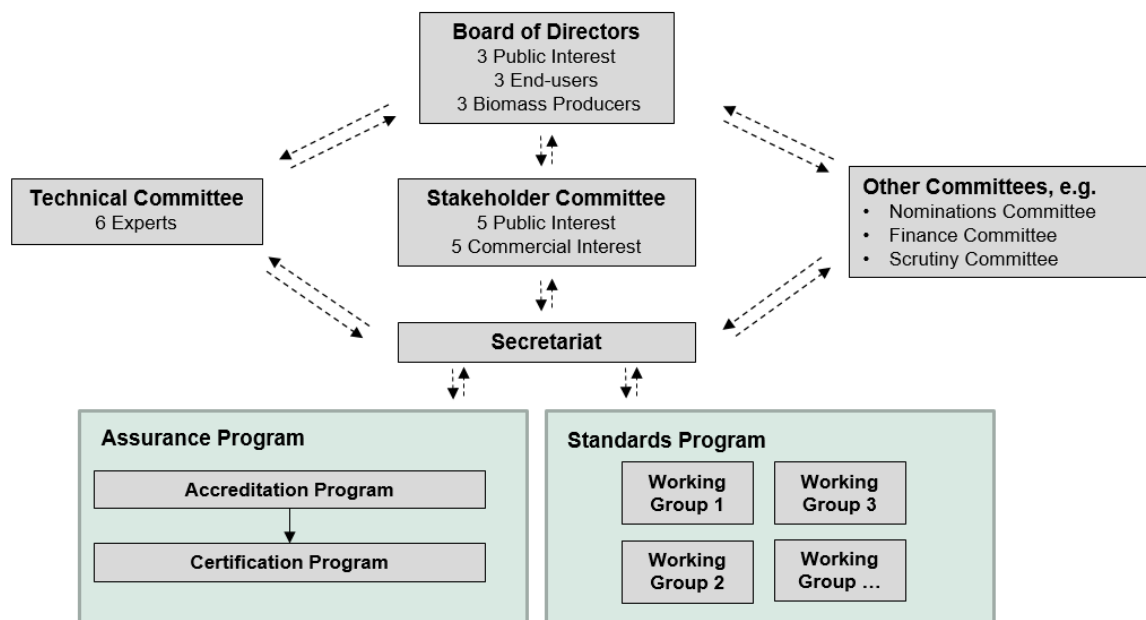 Board of Directors
3 Public Interest
3 End-users
3 Biomass Producers
Technical Committee
6 Experts
Stakeholder Committee
5 Public Interest
5 Commercial Interest
Other Committees, e.g.
• Nominations Committee
• Finance Committee
• Scrutiny Committee
Secretariat
Assurance Program
Accreditation Program
Certification Program
Standards Program
Working
Group 1
Working
Group 3
Working
Group 2
Working
Group ...